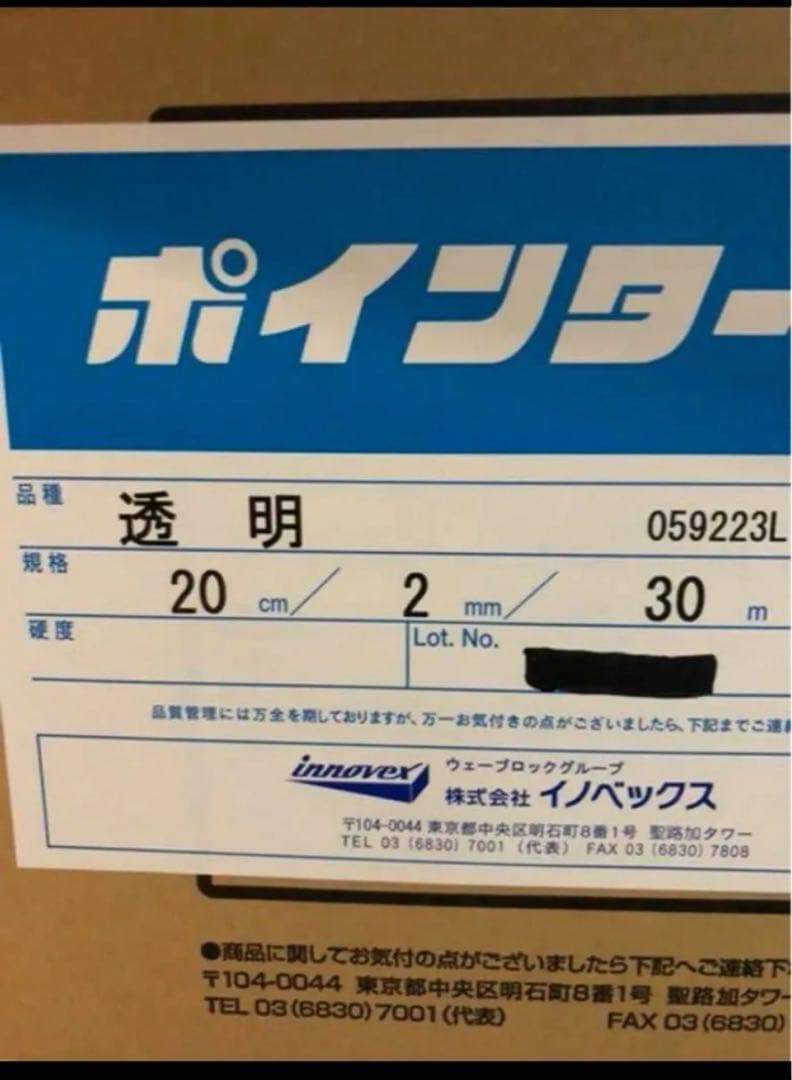 ポインター
品種 透 明 059223L
規格 20 cm／ 2 mm／ 30 m
硬度 Lot. No.
品質管理には万全を期しておりますが、万一お気付きの点がございましたら、下記までご連絡
innovex ウェーブロックグループ
株式会社 イノベックス
〒104-0044 東京都中央区明石町8番1号 聖路加タワー
TEL 03 (6830) 7001 (代表) FAX 03 (6830) 7808
●商品に関してお気付の点がございましたら下記へご連絡下
〒104-0044 東京都中央区明石町8番1号 聖路加タワー
TEL 03(6830)7001(代表) FAX 03(6830)